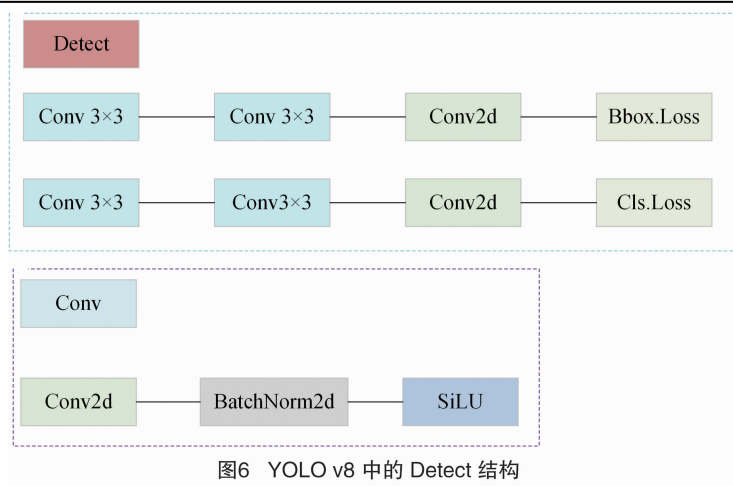 Detect
Conv 3×3 Conv 3×3 Conv2d Bbox.Loss
Conv 3×3 Conv3×3 Conv2d Cls.Loss
Conv
Conv2d BatchNorm2d SiLU
图6 YOLO v8 中的 Detect 结构